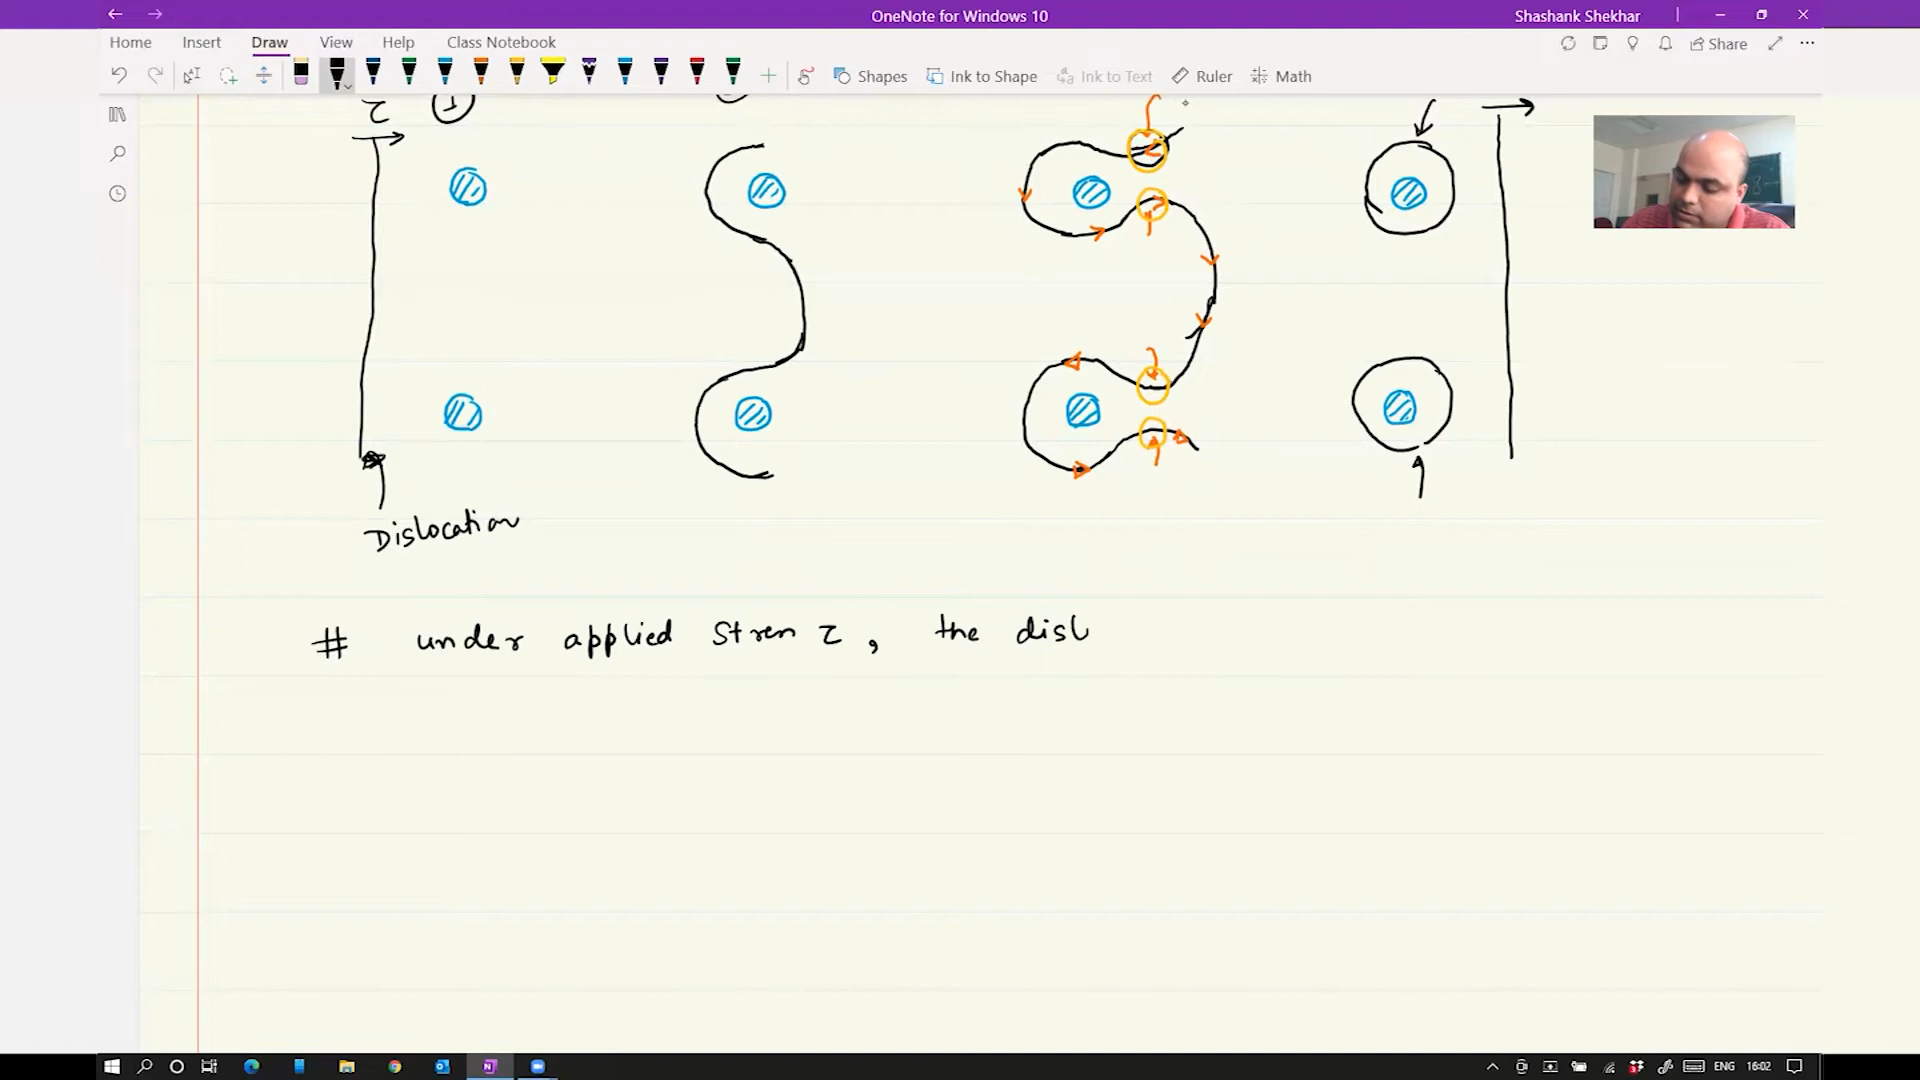 OneNote for Windows 10
Shashank Shekhar
Home Insert Draw View Help Class Notebook
Share
Shapes Ink to Shape Ink to Text Ruler Math
τ 1
Dislocation
# under applied Stress τ, the disl
ENG 16:02